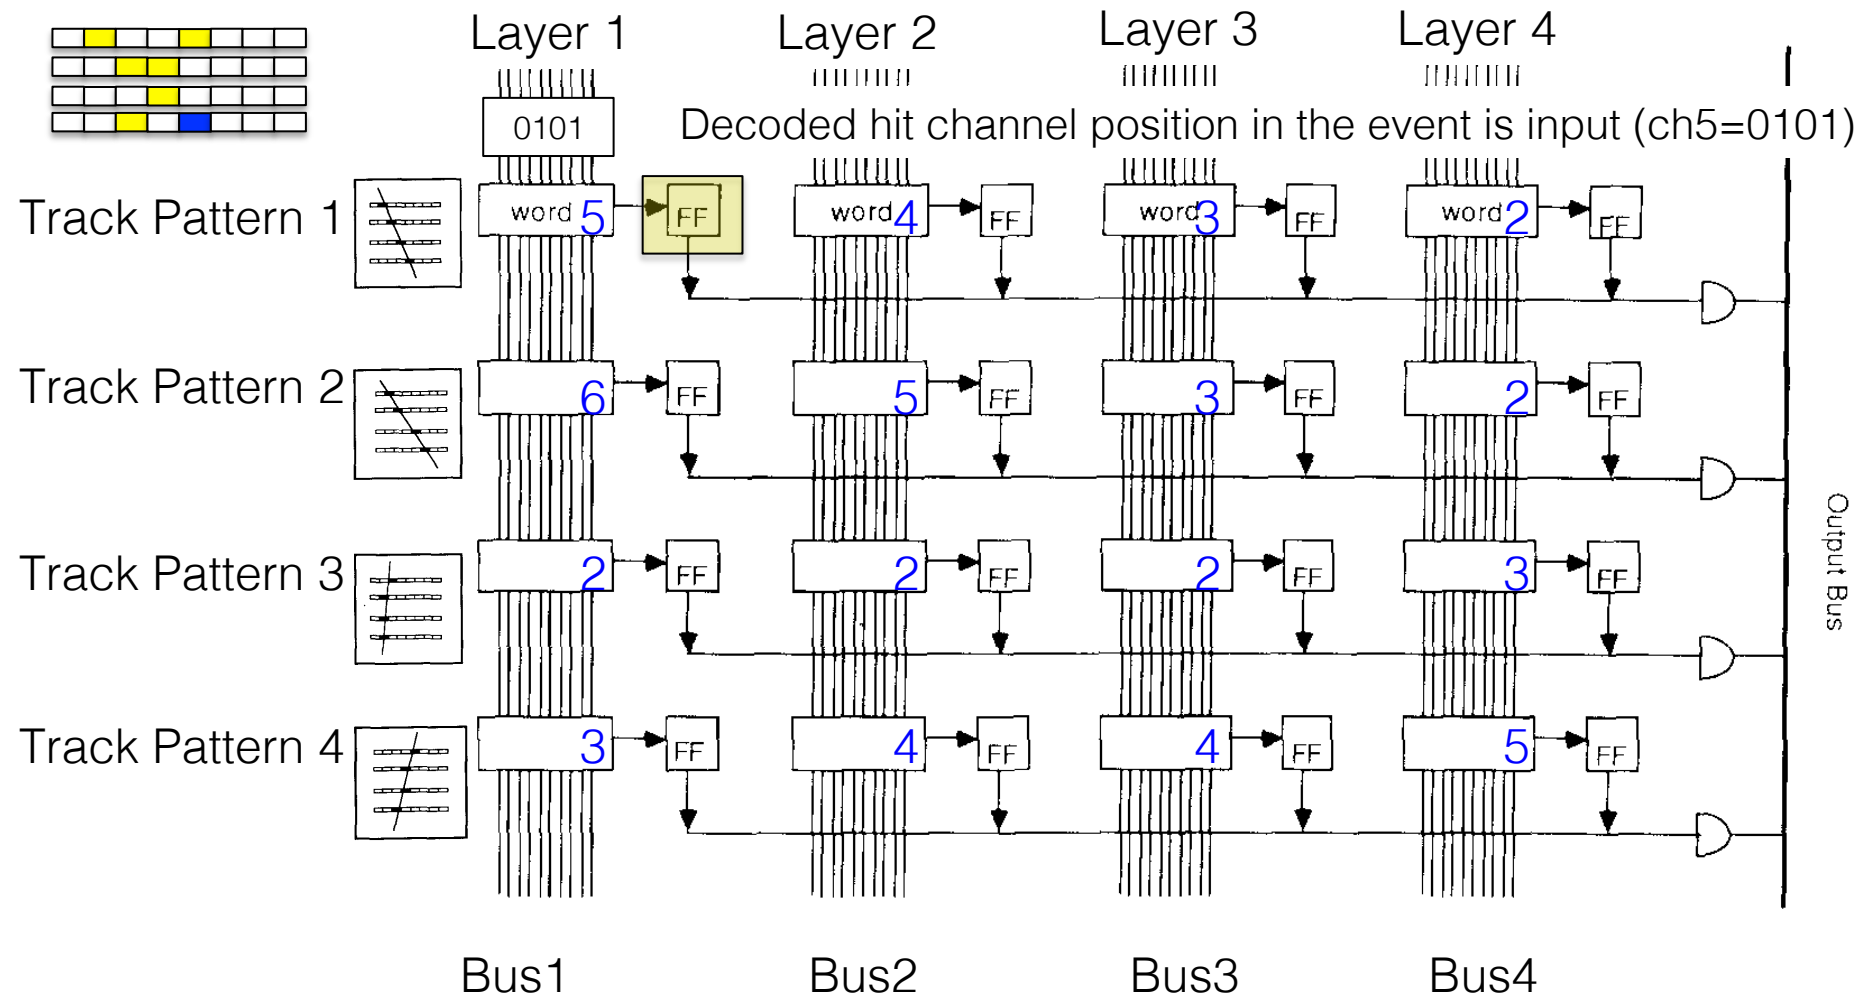 Layer 1 Layer 2 Layer 3 Layer 4
0101 Decoded hit channel position in the event is input (ch5=0101)
Track Pattern 1 word 5 FF word 4 FF word 3 FF word 2 FF
Track Pattern 2 6 FF 5 FF 3 FF 2 FF
Track Pattern 3 2 FF 2 FF 2 FF 3 FF
Track Pattern 4 3 FF 4 FF 4 FF 5 FF
Output Bus
Bus1 Bus2 Bus3 Bus4